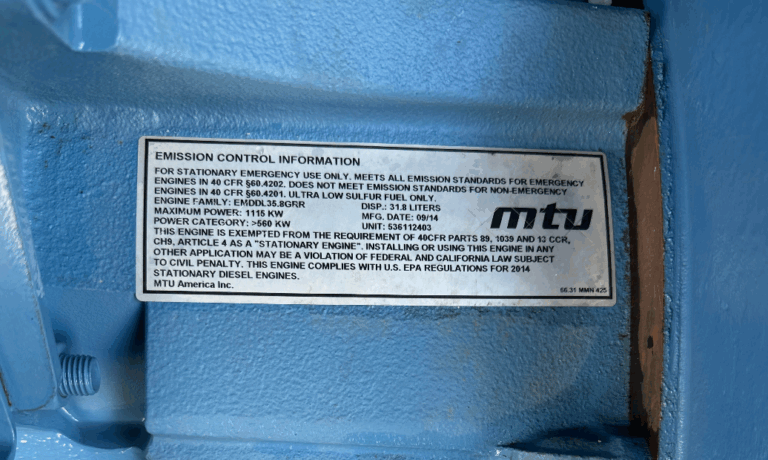 EMISSION CONTROL INFORMATION
FOR STATIONARY EMERGENCY USE ONLY. MEETS ALL EMISSION STANDARDS FOR EMERGENCY
ENGINES IN 40 CFR §60.4202. DOES NOT MEET EMISSION STANDARDS FOR NON-EMERGENCY
ENGINES IN 40 CFR §60.4201. ULTRA LOW SULFUR FUEL ONLY.
ENGINE FAMILY: EMDDL35.8GRR DISP.: 31.8 LITERS
MAXIMUM POWER: 1115 KW MFG. DATE: 09/14
POWER CATEGORY: >560 KW UNIT: 536112403
mtu
THIS ENGINE IS EXEMPTED FROM THE REQUIREMENT OF 40CFR PARTS 89, 1039 AND 13 CCR,
CH9, ARTICLE 4 AS A "STATIONARY ENGINE". INSTALLING OR USING THIS ENGINE IN ANY
OTHER APPLICATION MAY BE A VIOLATION OF FEDERAL AND CALIFORNIA LAW SUBJECT
TO CIVIL PENALTY. THIS ENGINE COMPLIES WITH U.S. EPA REGULATIONS FOR 2014
STATIONARY DIESEL ENGINES.
MTU America Inc.
66.31 MMN 425